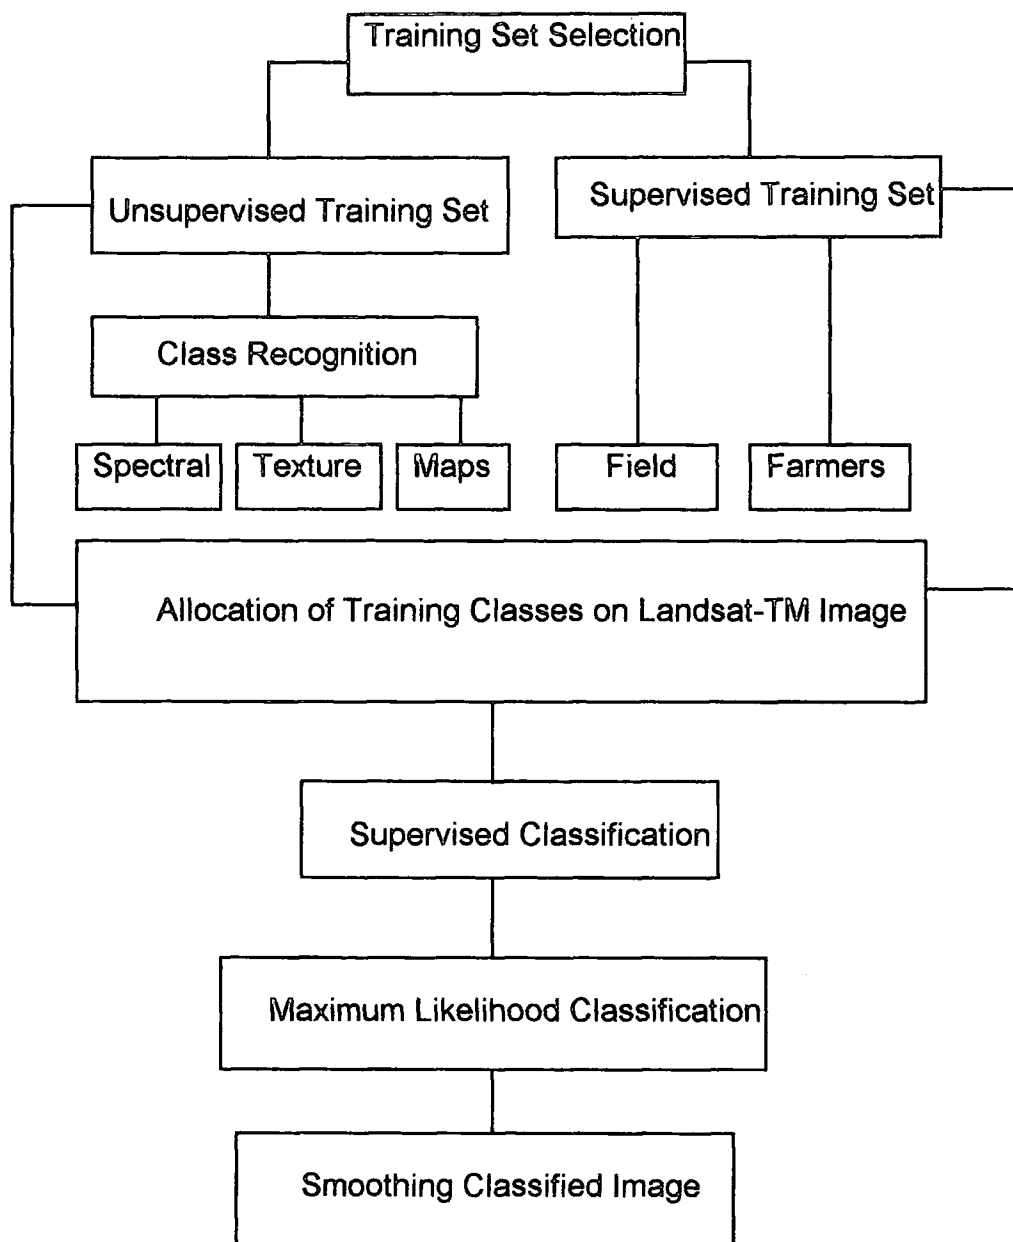 Training Set Selection
Unsupervised Training Set
Supervised Training Set
Class Recognition
Spectral
Texture
Maps
Field
Farmers
Allocation of Training Classes on Landsat-TM Image
Supervised Classification
Maximum Likelihood Classification
Smoothing Classified Image